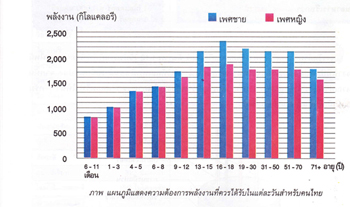 พลังงาน (กิโลแคลอรี)
เพศชาย เพศหญิง
2,500
2,000
1,500
1,000
500
0
6 - 11 1 - 3 4 - 5 6 - 8 9 - 12 13 - 15 16 - 18 19 - 30 31 - 50 51 - 70 71+ อายุ (ปี)
เดือน
ภาพ แผนภูมิแสดงความต้องการพลังงานที่ควรได้รับในแต่ละวันสำหรับคนไทย